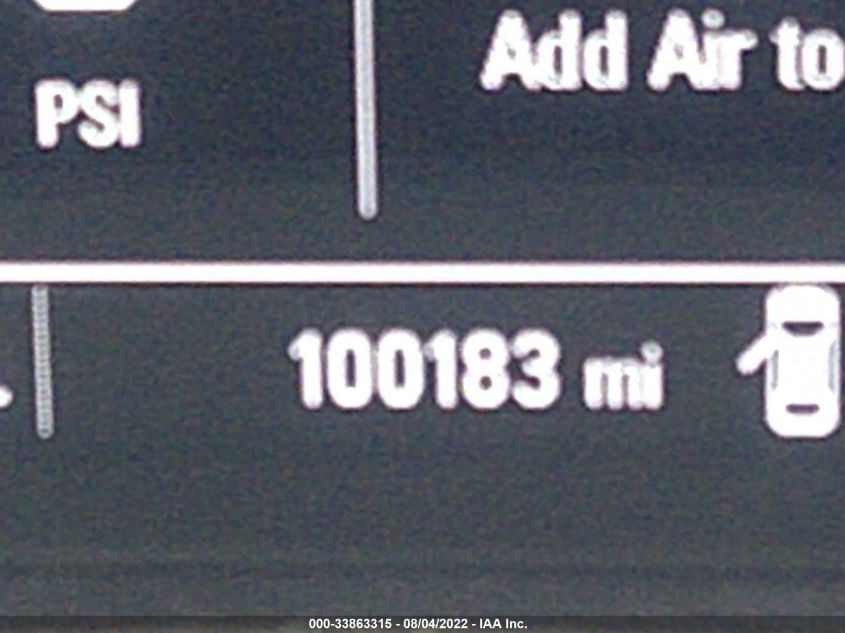 Add Air to
PSI
100183 mi
000-33863315 - 08/04/2022 - IAA Inc.